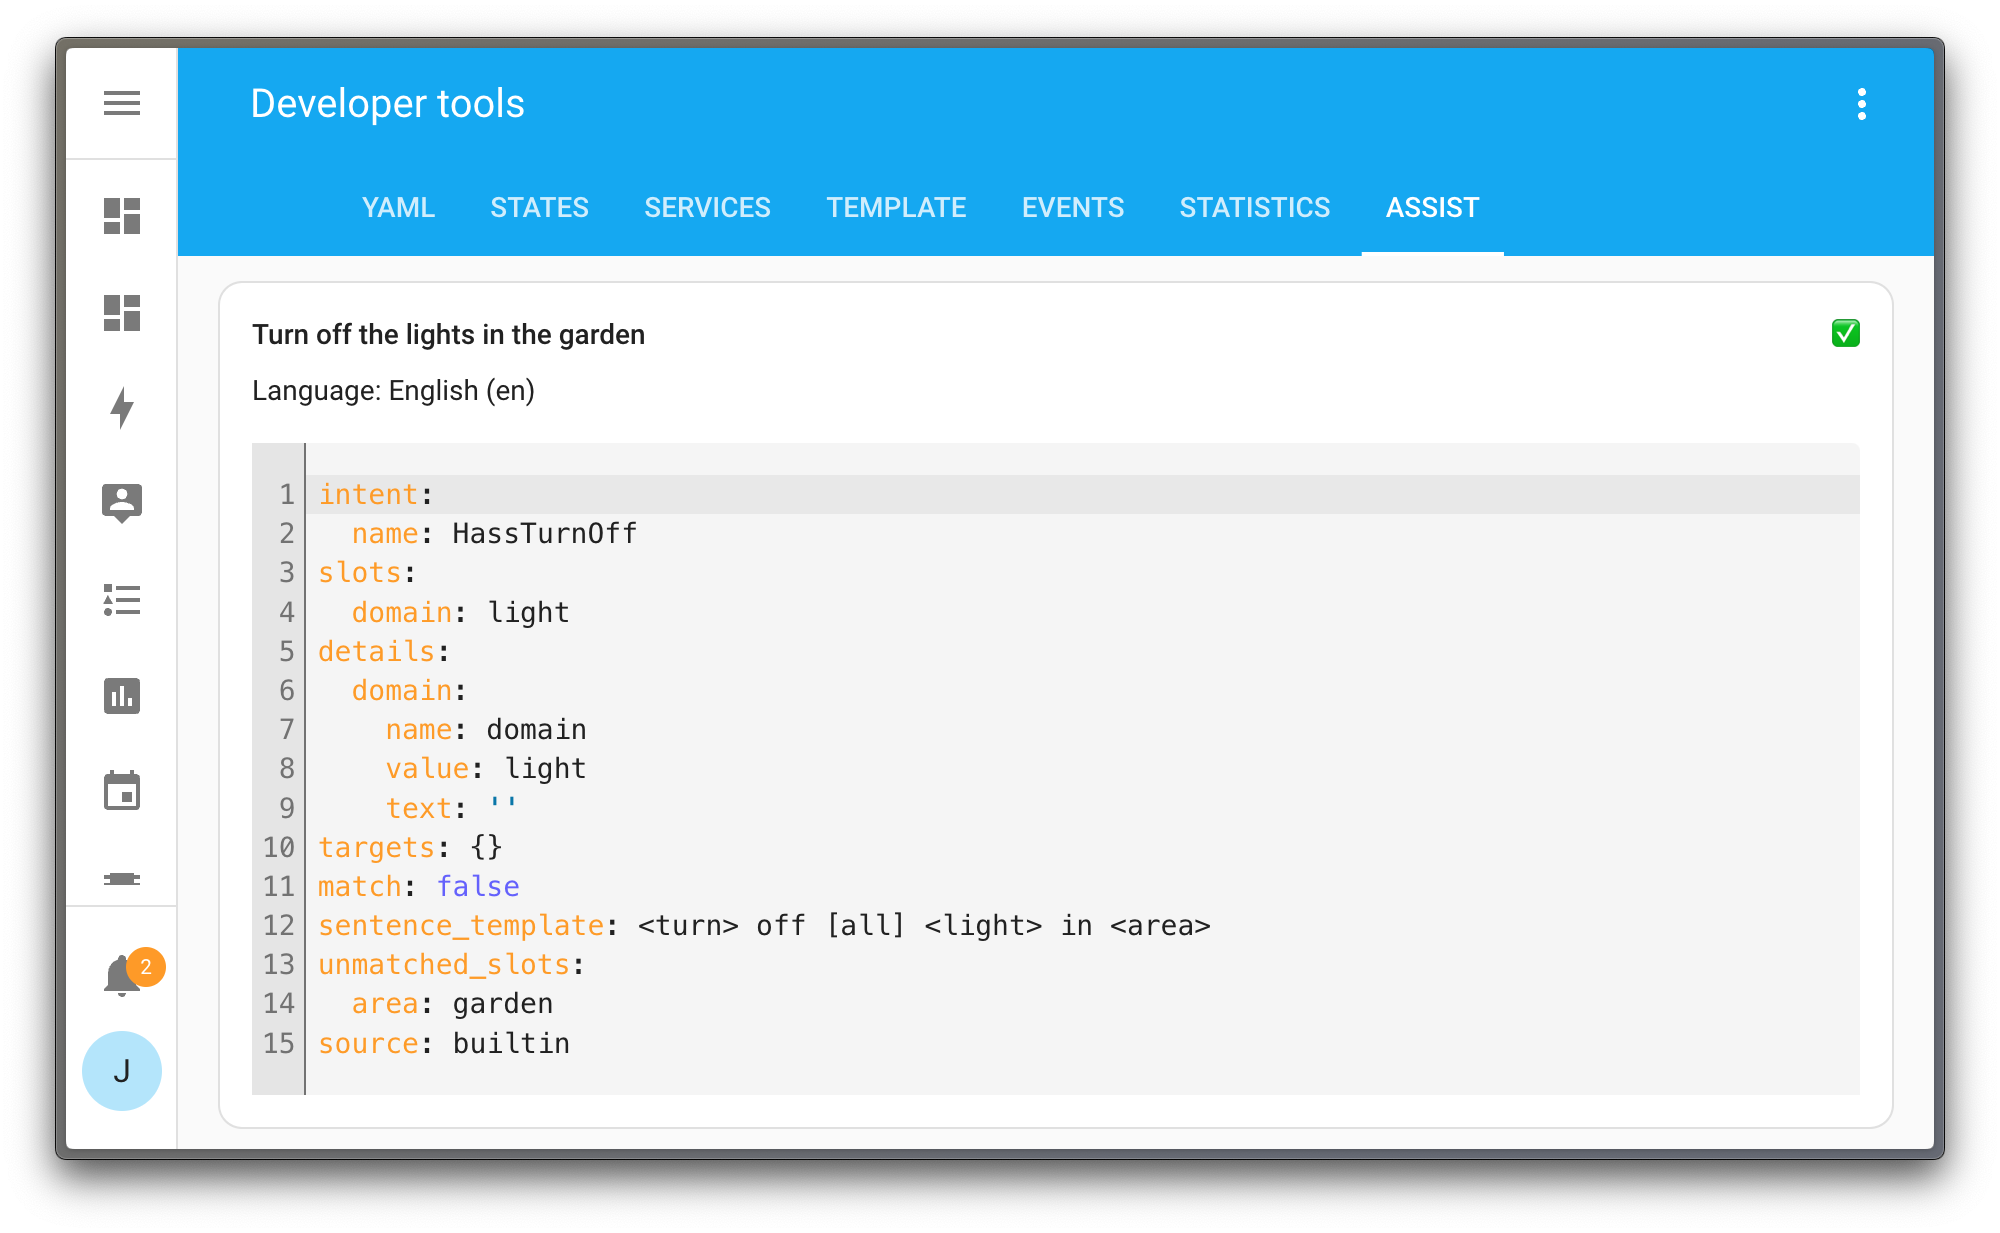 Developer tools
YAML STATES SERVICES TEMPLATE EVENTS STATISTICS ASSIST
Turn off the lights in the garden
Language: English (en)
1 intent:
2   name: HassTurnOff
3 slots:
4   domain: light
5 details:
6   domain:
7     name: domain
8     value: light
9     text: ''
10 targets: {}
11 match: false
12 sentence_template: <turn> off [all] <light> in <area>
13 unmatched_slots:
14   area: garden
15 source: builtin
2
J